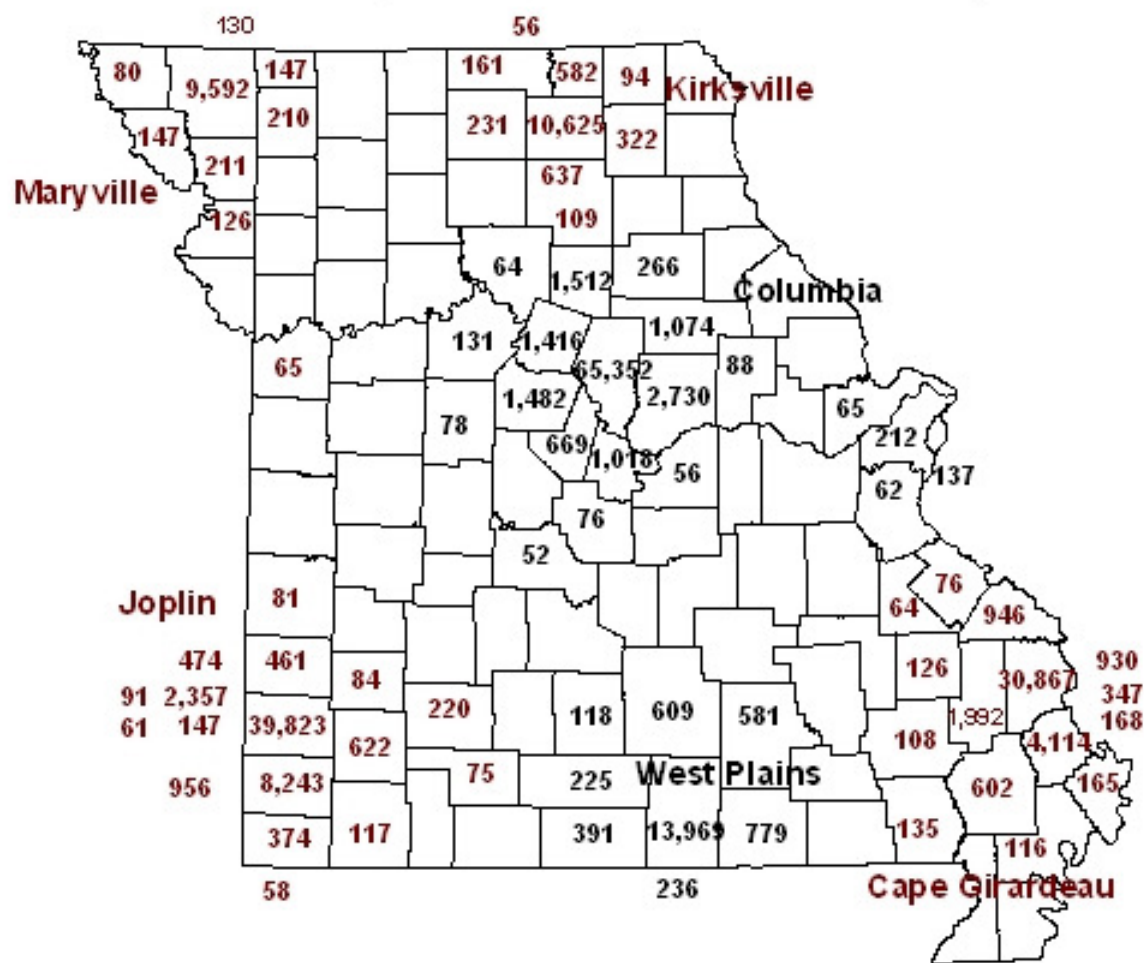 130 56
80 9,592 147 161 582 94 Kirksville
147 210 231 10,625 322
Maryville 211 637
126 109
64 1,512 266 Columbia
131 1,416 1,074
65 65,352 88
1,482 2,730 65
78 669 212
1,018 56 62 137
76
52
Joplin 81 64 76 946
474 461 84 126 30,867 930
91 2,357 220 118 609 581 1,992 347
61 147 39,823 622 108 4,114 168
956 8,243 75 225 West Plains 602 165
374 117 391 13,969 779 135 116
58 236 Cape Girardeau